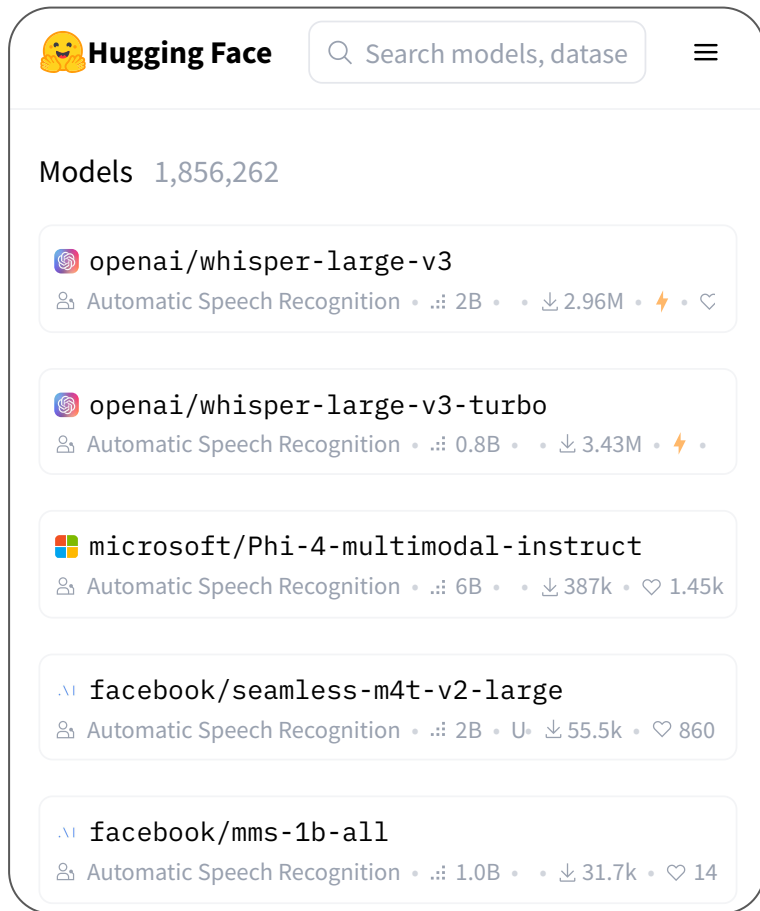 Hugging Face
Search models, datase
Models 1,856,262
openai/whisper-large-v3
Automatic Speech Recognition • 2B • • 2.96M • •
openai/whisper-large-v3-turbo
Automatic Speech Recognition • 0.8B • • 3.43M • •
microsoft/Phi-4-multimodal-instruct
Automatic Speech Recognition • 6B • • 387k • 1.45k
facebook/seamless-m4t-v2-large
Automatic Speech Recognition • 2B • U• 55.5k • 860
facebook/mms-1b-all
Automatic Speech Recognition • 1.0B • • 31.7k • 14